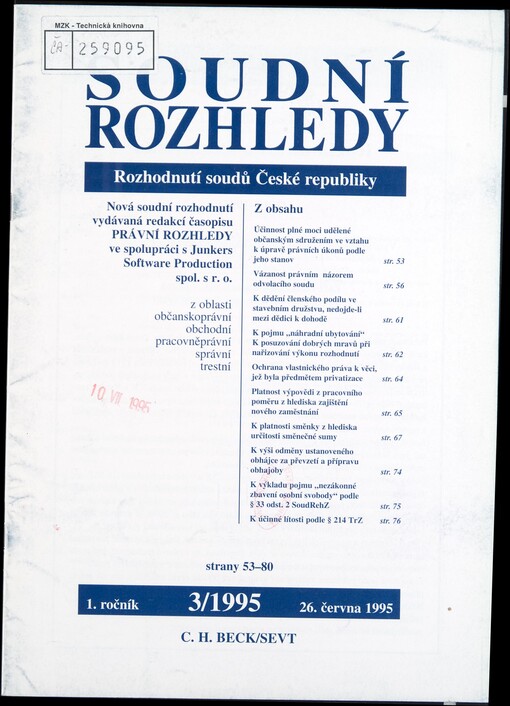 MZK - Technická knihovna
ČA- 259095
SOUDNÍ
ROZHLEDY
Rozhodnutí soudů České republiky
Nová soudní rozhodnutí
vydávaná redakcí časopisu
PRÁVNÍ ROZHLEDY
ve spolupráci s Junkers
Software Production
spol. s r. o.
z oblasti
občanskoprávní
obchodní
pracovněprávní
správní
trestní
10 VII 1995
Z obsahu
Účinnost plné moci udělené
občanským sdružením ve vztahu
k úpravě právních úkonů podle
jeho stanov str. 53
Vázanost právním názorem
odvolacího soudu str. 56
K dědění členského podílu ve
stavebním družstvu, nedojde-li
mezi dědici k dohodě str. 61
K pojmu „náhradní ubytování“
K posuzování dobrých mravů při
nařizování výkonu rozhodnutí str. 62
Ochrana vlastnického práva k věci,
jež byla předmětem privatizace str. 64
Platnost výpovědi z pracovního
poměru z hlediska zajištění
nového zaměstnání str. 65
K platnosti směnky z hlediska
určitosti směnečné sumy str. 67
K výši odměny ustanoveného
obhájce za převzetí a přípravu
obhajoby str. 74
K výkladu pojmu „nezákonné
zbavení osobní svobody“ podle
§ 33 odst. 2 SoudRehZ str. 75
K účinné lítosti podle § 214 TrZ str. 76
strany 53–80
1. ročník 3/1995 26. června 1995
C. H. BECK/SEVT